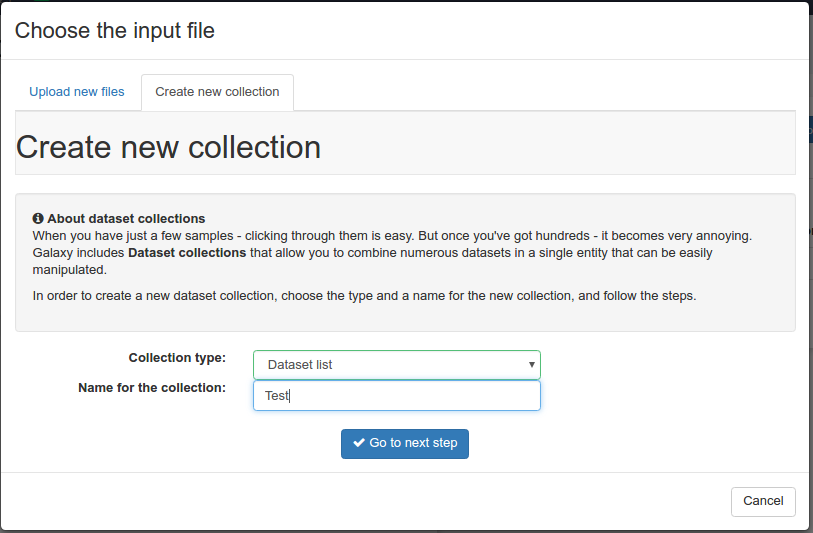 Choose the input file
Upload new files
Create new collection
Create new collection
About dataset collections
When you have just a few samples - clicking through them is easy. But once you've got hundreds - it becomes very annoying.
Galaxy includes Dataset collections that allow you to combine numerous datasets in a single entity that can be easily
manipulated.
In order to create a new dataset collection, choose the type and a name for the new collection, and follow the steps.
Collection type:
Dataset list
Name for the collection:
Test
Go to next step
Cancel